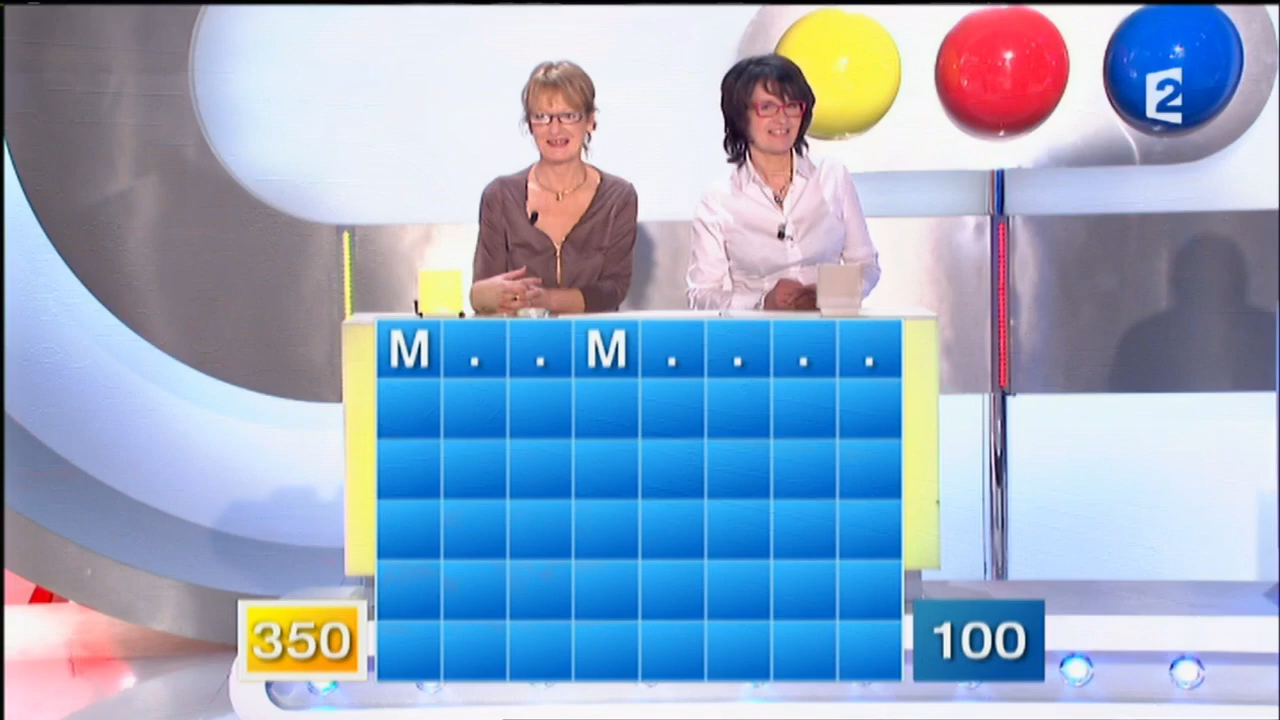 2
M . . M . . . .
350
100